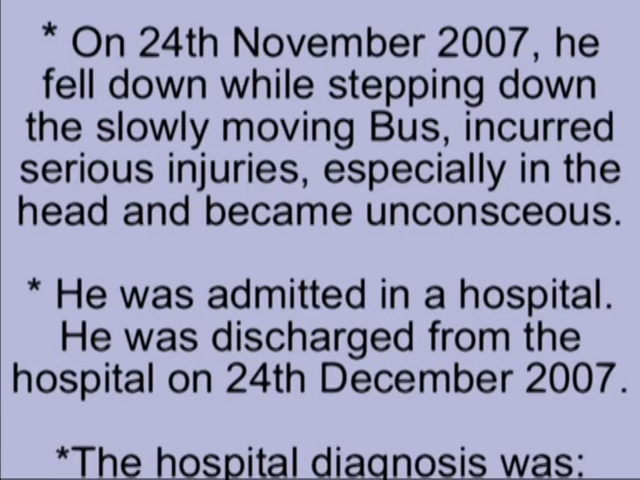 * On 24th November 2007, he
fell down while stepping down
the slowly moving Bus, incurred
serious injuries, especially in the
head and became unconsceous.
* He was admitted in a hospital.
He was discharged from the
hospital on 24th December 2007.
*The hospital diagnosis was: